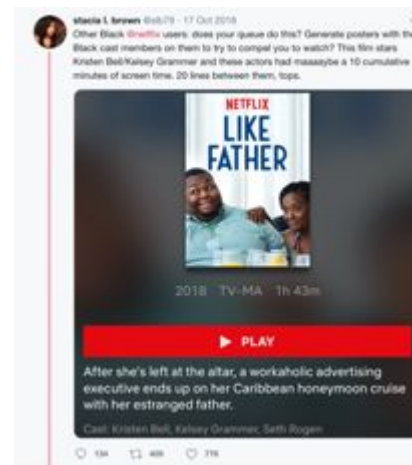 stacia l. brown @slb79 · 17 Oct 2018
Other Black @netflix users: does your queue do this? Generate posters with the
Black cast members on them to try to compel you to watch? This film stars
Kristen Bell/Kelsey Grammer and these actors had maaaaybe a 10 cumulative
minutes of screen time. 20 lines between them, tops.
NETFLIX
LIKE
FATHER
2018 TV-MA 1h 43m
PLAY
After she's left at the altar, a workaholic advertising
executive ends up on her Caribbean honeymoon cruise
with her estranged father.
Cast: Kristen Bell, Kelsey Grammer, Seth Rogen